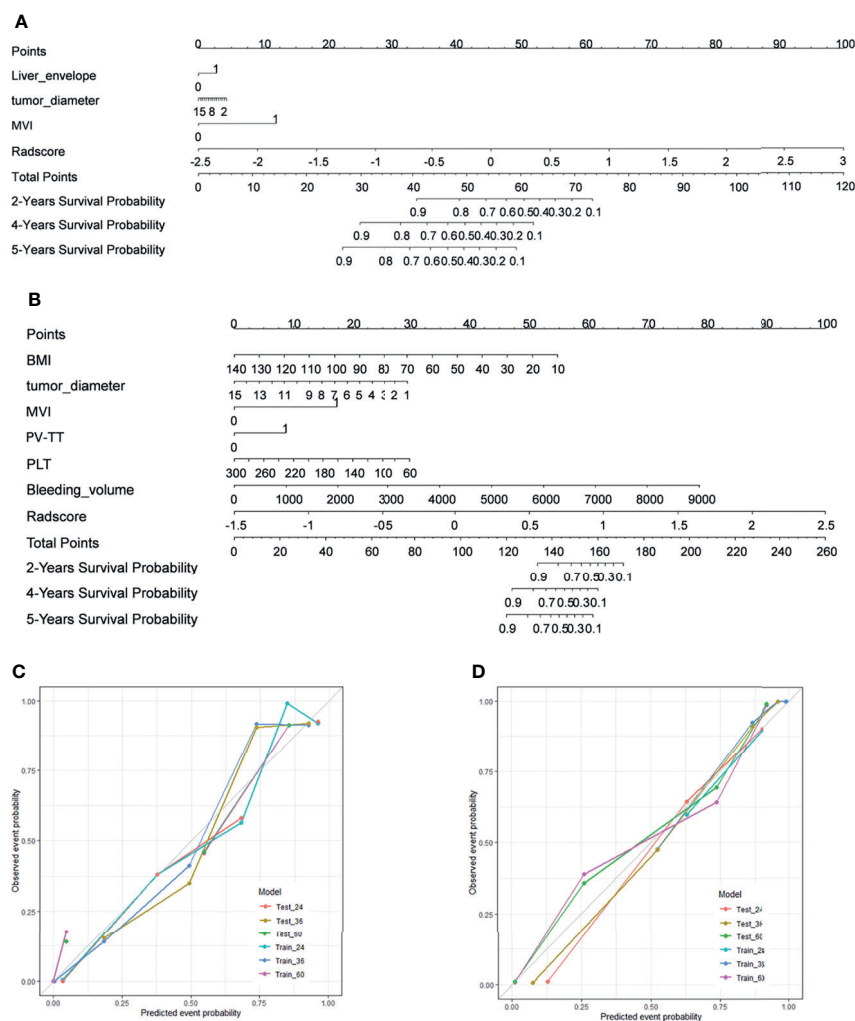 A
Points 0 10 20 30 40 50 60 70 80 90 100
Liver_envelope 1
0
tumor_diameter
15 8 2
MVI 1
0
Radscore
-2.5 -2 -1.5 -1 -0.5 0 0.5 1 1.5 2 2.5 3
Total Points
0 10 20 30 40 50 60 70 80 90 100 110 120
2-Years Survival Probability
0.9 0.8 0.7 0.6 0.5 0.4 0.3 0.2 0.1
4-Years Survival Probability
0.9 0.8 0.7 0.6 0.5 0.4 0.3 0.2 0.1
5-Years Survival Probability
0.9 08 0.7 0.6 0.5 0.4 0.3 0.2 0.1
B
Points 0 10 20 30 40 50 60 70 80 90 100
BMI
140 130 120 110 100 90 80 70 60 50 40 30 20 10
tumor_diameter
15 13 11 9 8 7 6 5 4 3 2 1
MVI
0
PV-TT 1
0
PLT
300 260 220 180 140 100 60
Bleeding_volume
0 1000 2000 3000 4000 5000 6000 7000 8000 9000
Radscore
-1.5 -1 -0.5 0 0.5 1 1.5 2 2.5
Total Points
0 20 40 60 80 100 120 140 160 180 200 220 240 260
2-Years Survival Probability
0.9 0.7 0.5 0.3 0.1
4-Years Survival Probability
0.9 0.7 0.5 0.3 0.1
5-Years Survival Probability
0.9 0.7 0.5 0.3 0.1
C
1.00
0.75
0.50
0.25
0.00
Observed event probability
0.00 0.25 0.50 0.75 1.00
Predicted event probability
Model
Test_24
Test_36
Test_60
Train_24
Train_36
Train_60
D
1.00
0.75
0.50
0.25
0.00
Observed event probability
0.00 0.25 0.50 0.75 1.00
Predicted event probability
Model
Test_24
Test_36
Test_60